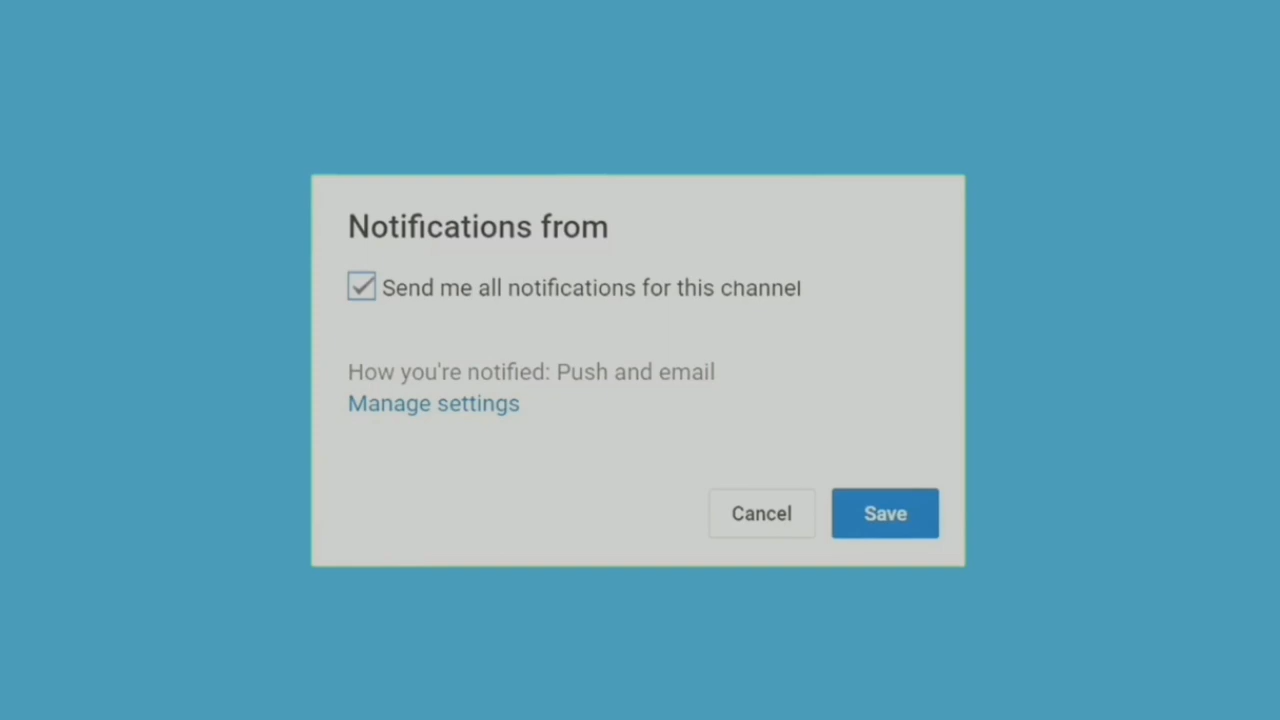 Notifications from
Send me all notifications for this channel
How you're notified: Push and email
Manage settings
Cancel
Save